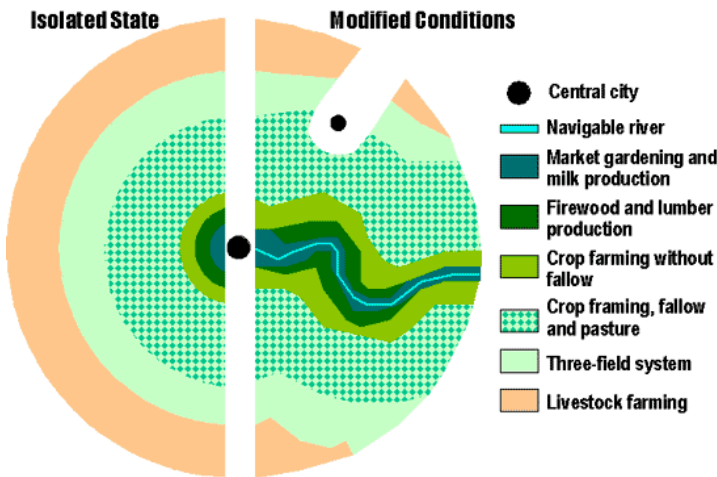 Isolated State
Modified Conditions
Central city
Navigable river
Market gardening and
milk production
Firewood and lumber
production
Crop farming without
fallow
Crop framing, fallow
and pasture
Three-field system
Livestock farming